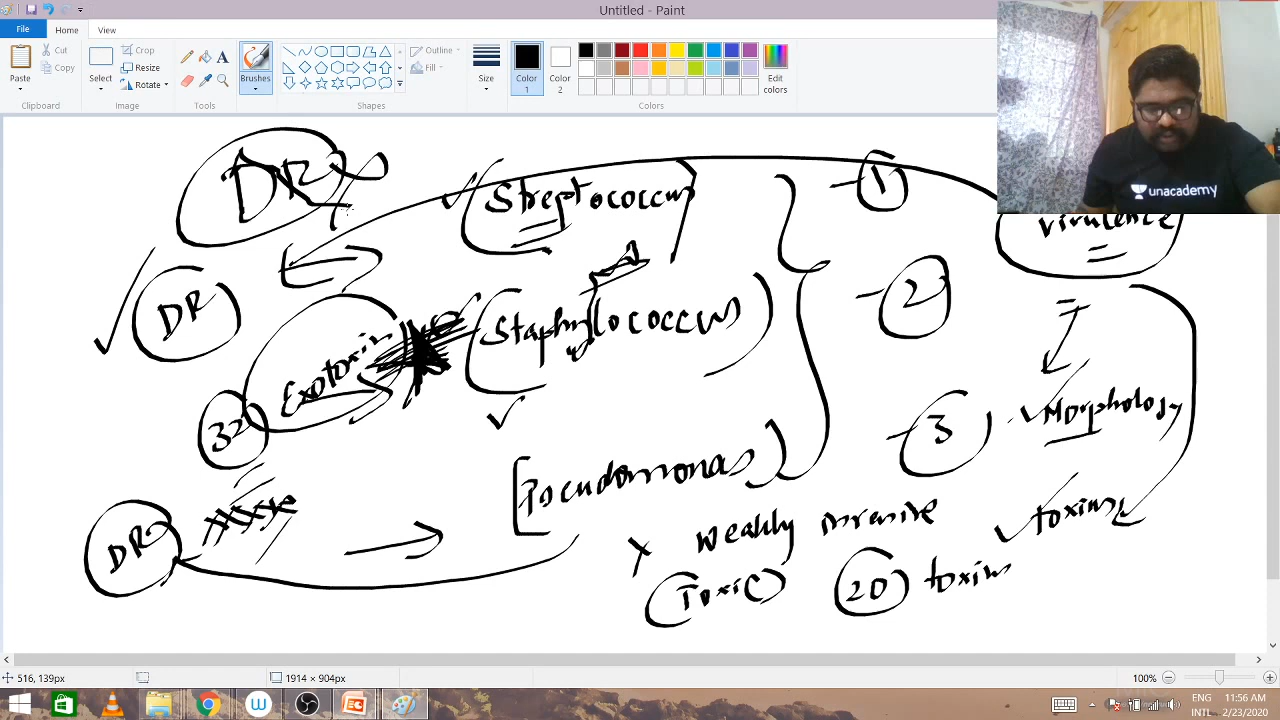 Untitled - Paint
File
Home
View
Paste
Cut
Copy
Clipboard
Select
Crop
Resize
Rotate
Image
Tools
Brushes
Shapes
Outline
Fill
Size
Color 1
Color 2
Edit colors
Colors
unacademy
DR
Streptococcus
1
Virulence
DR
Staphylococcus
2
Exotoxin
32
3
Morphology
Pseudomonas
DR
Weakly invasive
toxins
Toxic
20 toxins
516, 139px
1914 × 904px
100%
ENG
INTL
11:56 AM
2/23/2020